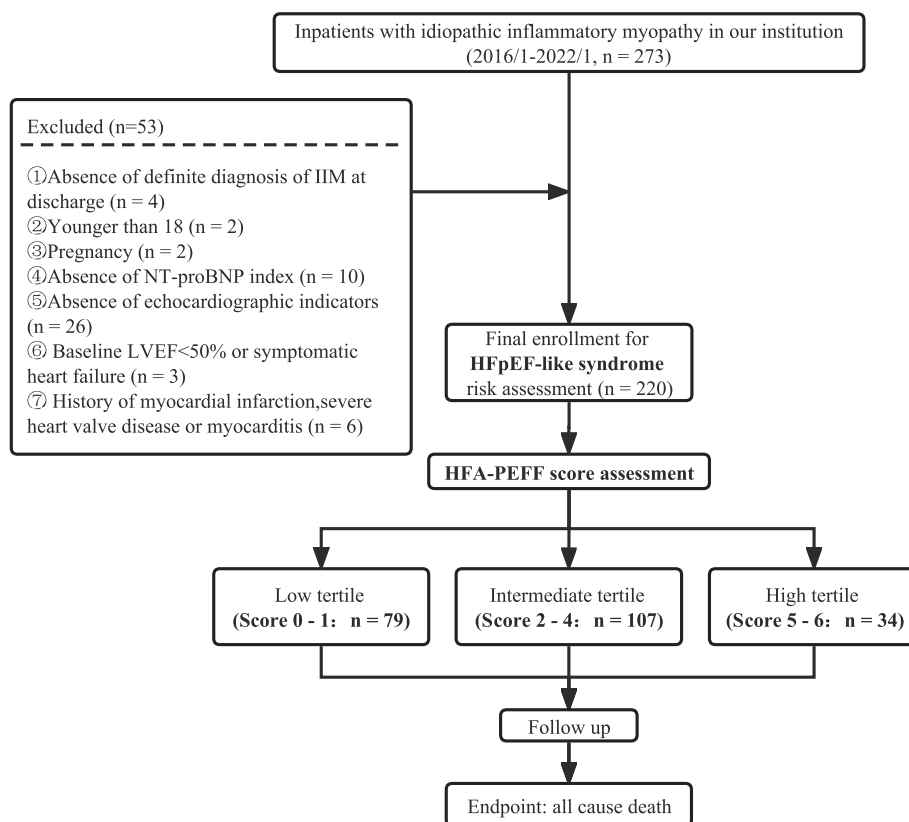 Inpatients with idiopathic inflammatory myopathy in our institution
(2016/1-2022/1, n = 273)
Excluded (n=53)
①Absence of definite diagnosis of IIM at
discharge (n = 4)
②Younger than 18 (n = 2)
③Pregnancy (n = 2)
④Absence of NT-proBNP index (n = 10)
⑤Absence of echocardiographic indicators
(n = 26)
⑥ Baseline LVEF<50% or symptomatic
heart failure (n = 3)
⑦ History of myocardial infarction,severe
heart valve disease or myocarditis (n = 6)
Final enrollment for
HFpEF-like syndrome
risk assessment (n = 220)
HFA-PEFF score assessment
Low tertile
(Score 0 - 1：n = 79)
Intermediate tertile
(Score 2 - 4：n = 107)
High tertile
(Score 5 - 6：n = 34)
Follow up
Endpoint: all cause death